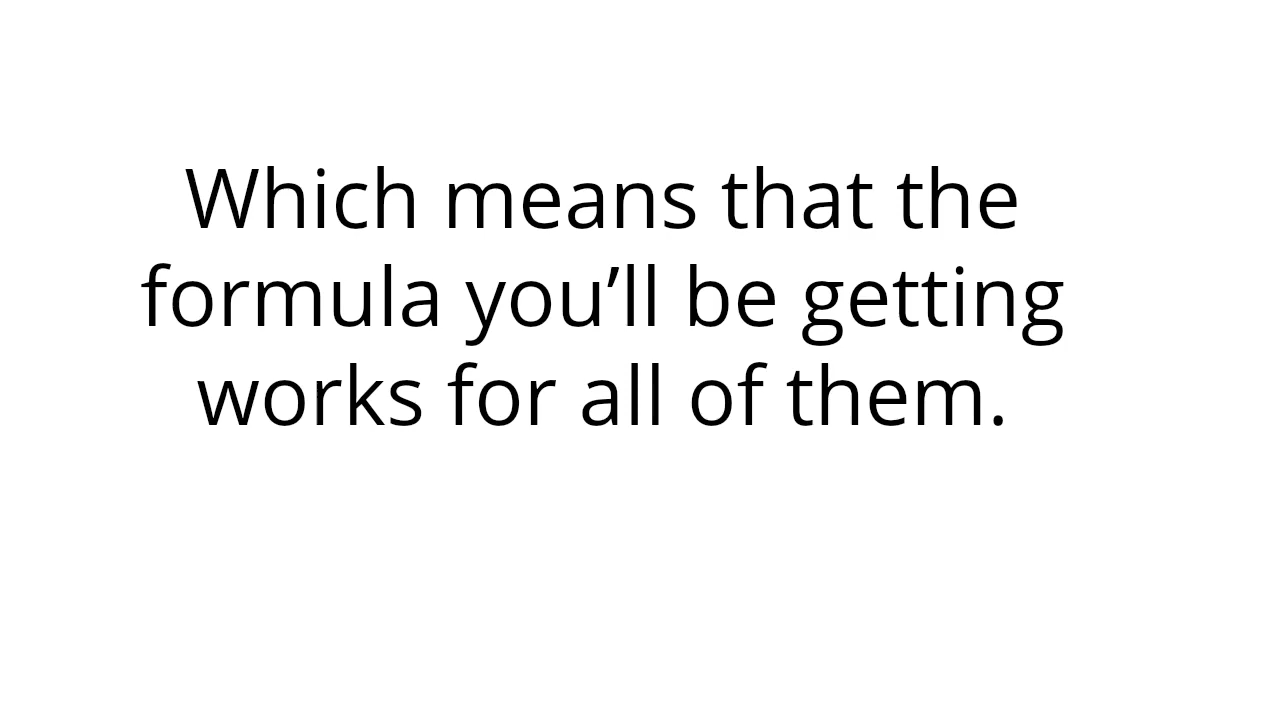 Which means that the
formula you’ll be getting
works for all of them.